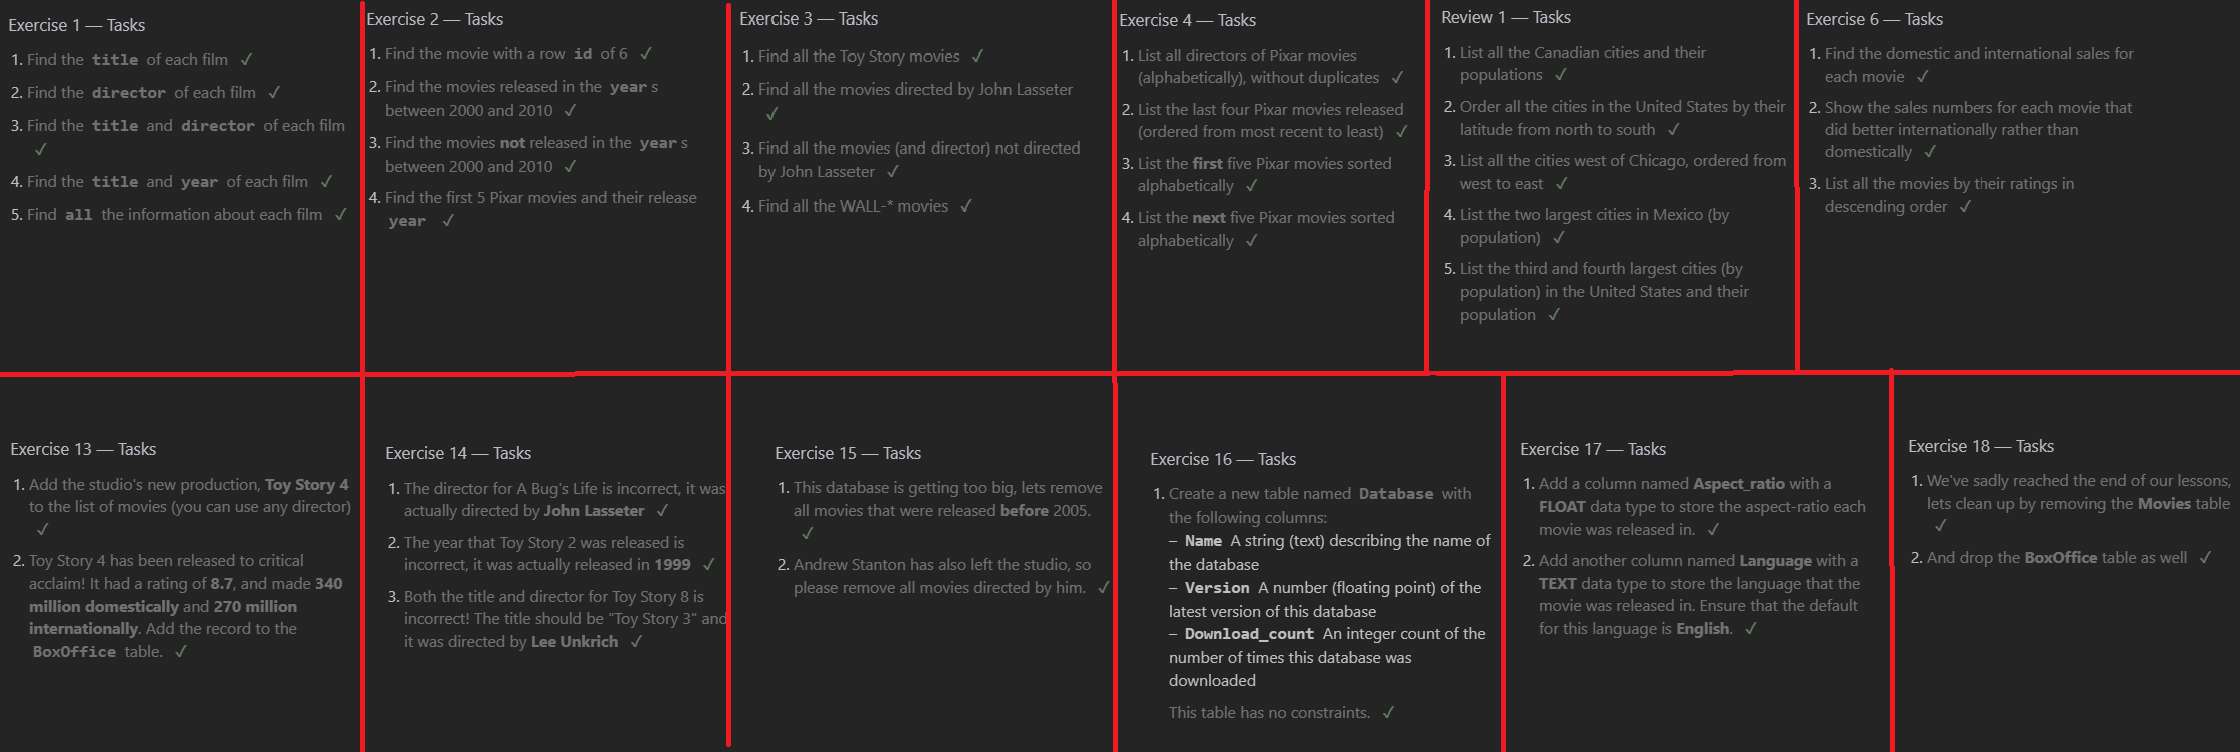 Exercise 1 — Tasks
1. Find the title of each film ✓
2. Find the director of each film ✓
3. Find the title and director of each film
✓
4. Find the title and year of each film ✓
5. Find all the information about each film ✓
Exercise 2 — Tasks
1. Find the movie with a row id of 6 ✓
2. Find the movies released in the year s
between 2000 and 2010 ✓
3. Find the movies not released in the year s
between 2000 and 2010 ✓
4. Find the first 5 Pixar movies and their release
year ✓
Exercise 3 — Tasks
1. Find all the Toy Story movies ✓
2. Find all the movies directed by John Lasseter
✓
3. Find all the movies (and director) not directed
by John Lasseter ✓
4. Find all the WALL-* movies ✓
Exercise 4 — Tasks
1. List all directors of Pixar movies
(alphabetically), without duplicates ✓
2. List the last four Pixar movies released
(ordered from most recent to least) ✓
3. List the first five Pixar movies sorted
alphabetically ✓
4. List the next five Pixar movies sorted
alphabetically ✓
Review 1 — Tasks
1. List all the Canadian cities and their
populations ✓
2. Order all the cities in the United States by their
latitude from north to south ✓
3. List all the cities west of Chicago, ordered from
west to east ✓
4. List the two largest cities in Mexico (by
population) ✓
5. List the third and fourth largest cities (by
population) in the United States and their
population ✓
Exercise 6 — Tasks
1. Find the domestic and international sales for
each movie ✓
2. Show the sales numbers for each movie that
did better internationally rather than
domestically ✓
3. List all the movies by their ratings in
descending order ✓
Exercise 13 — Tasks
1. Add the studio's new production, Toy Story 4
to the list of movies (you can use any director)
✓
2. Toy Story 4 has been released to critical
acclaim! It had a rating of 8.7, and made 340
million domestically and 270 million
internationally. Add the record to the
BoxOffice table. ✓
Exercise 14 — Tasks
1. The director for A Bug's Life is incorrect, it was
actually directed by John Lasseter ✓
2. The year that Toy Story 2 was released is
incorrect, it was actually released in 1999 ✓
3. Both the title and director for Toy Story 8 is
incorrect! The title should be "Toy Story 3" and
it was directed by Lee Unkrich ✓
Exercise 15 — Tasks
1. This database is getting too big, lets remove
all movies that were released before 2005.
✓
2. Andrew Stanton has also left the studio, so
please remove all movies directed by him. ✓
Exercise 16 — Tasks
1. Create a new table named Database with
the following columns:
– Name A string (text) describing the name of
the database
– Version A number (floating point) of the
latest version of this database
– Download_count An integer count of the
number of times this database was
downloaded
This table has no constraints. ✓
Exercise 17 — Tasks
1. Add a column named Aspect_ratio with a
FLOAT data type to store the aspect-ratio each
movie was released in. ✓
2. Add another column named Language with a
TEXT data type to store the language that the
movie was released in. Ensure that the default
for this language is English. ✓
Exercise 18 — Tasks
1. We've sadly reached the end of our lessons,
lets clean up by removing the Movies table
✓
2. And drop the BoxOffice table as well ✓